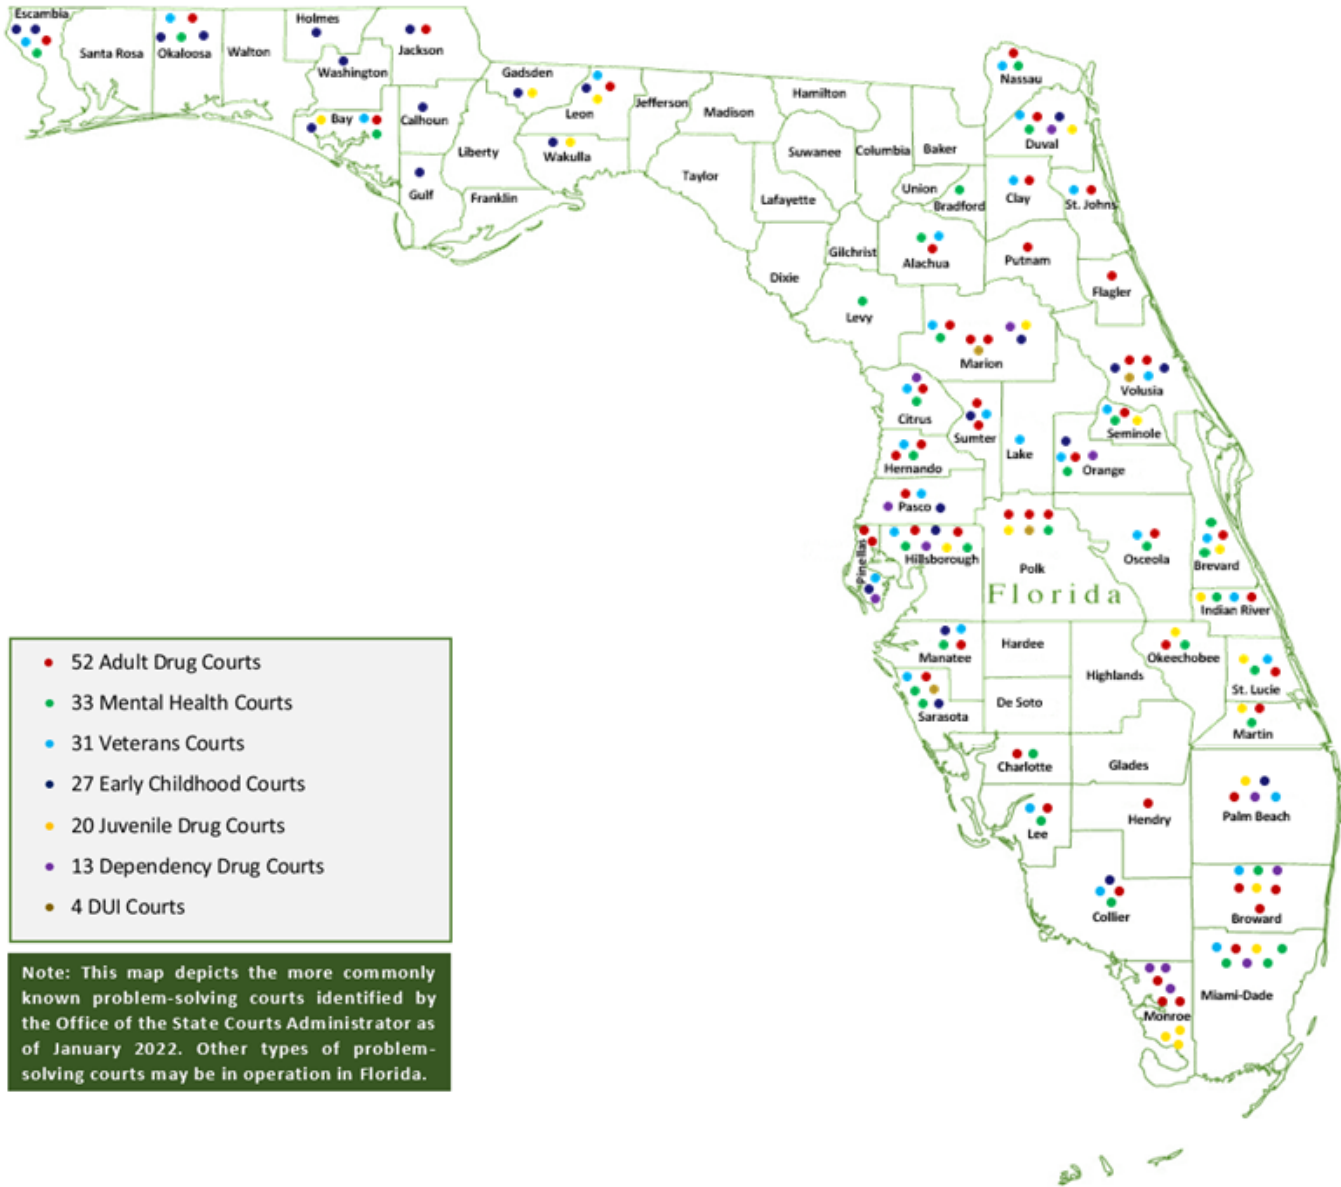 Escambia
Santa Rosa
Okaloosa
Walton
Holmes
Washington
Jackson
Bay
Calhoun
Gulf
Gadsden
Liberty
Franklin
Leon
Wakulla
Jefferson
Madison
Taylor
Hamilton
Suwanee
Lafayette
Columbia
Baker
Union
Bradford
Nassau
Duval
Clay
St. Johns
Gilchrist
Dixie
Alachua
Putnam
Flagler
Levy
Marion
Volusia
Citrus
Sumter
Lake
Seminole
Orange
Hernando
Pasco
Pinellas
Hillsborough
Polk
Osceola
Brevard
Florida
Indian River
Manatee
Hardee
Highlands
Okeechobee
St. Lucie
Sarasota
De Soto
Martin
Charlotte
Glades
Lee
Hendry
Palm Beach
Collier
Broward
Monroe
Miami-Dade
52 Adult Drug Courts
33 Mental Health Courts
31 Veterans Courts
27 Early Childhood Courts
20 Juvenile Drug Courts
13 Dependency Drug Courts
4 DUI Courts
Note: This map depicts the more commonly
known problem-solving courts identified by
the Office of the State Courts Administrator as
of January 2022. Other types of problem-
solving courts may be in operation in Florida.